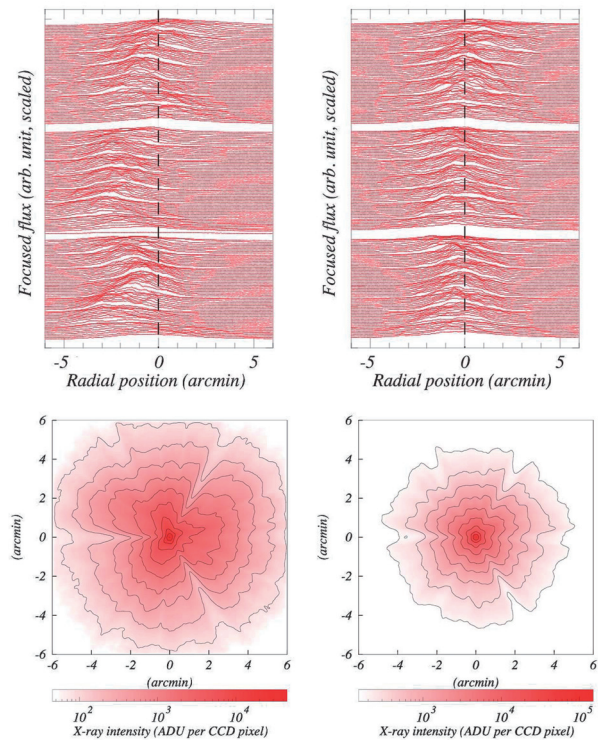 Focused flux (arb. unit, scaled)
-5
0
5
Radial position (arcmin)
Focused flux (arb. unit, scaled)
-5
0
5
Radial position (arcmin)
(arcmin)
6
4
2
0
-2
-4
-6
-6 -4 -2 0 2 4 6
(arcmin)
10² 10³ 10⁴
X-ray intensity (ADU per CCD pixel)
(arcmin)
6
4
2
0
-2
-4
-6
-6 -4 -2 0 2 4 6
(arcmin)
10³ 10⁴ 10⁵
X-ray intensity (ADU per CCD pixel)